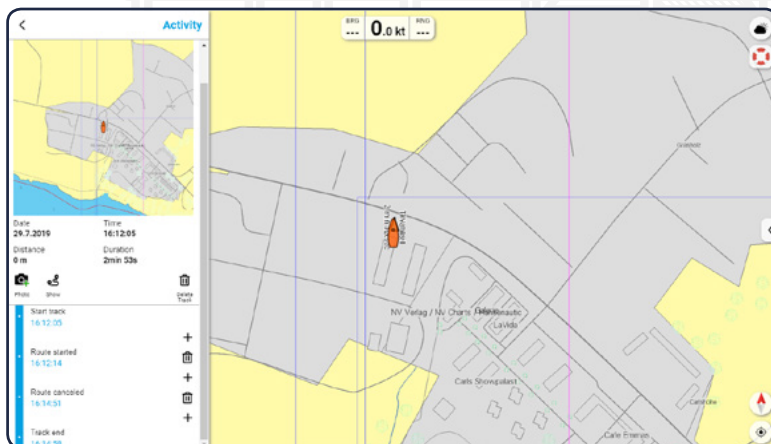 Activity
BRG
---
0.0 kt
RNG
---
Date
29.7.2019
Time
16:12:05
Distance
0 m
Duration
2min 53s
Photo
Show
Delete
Track
Start track
16:12:05
Route started
16:12:14
Route canceled
16:14:51
Track end
NV Verlag / NV Charts /
LaVida
Carls Showpalast